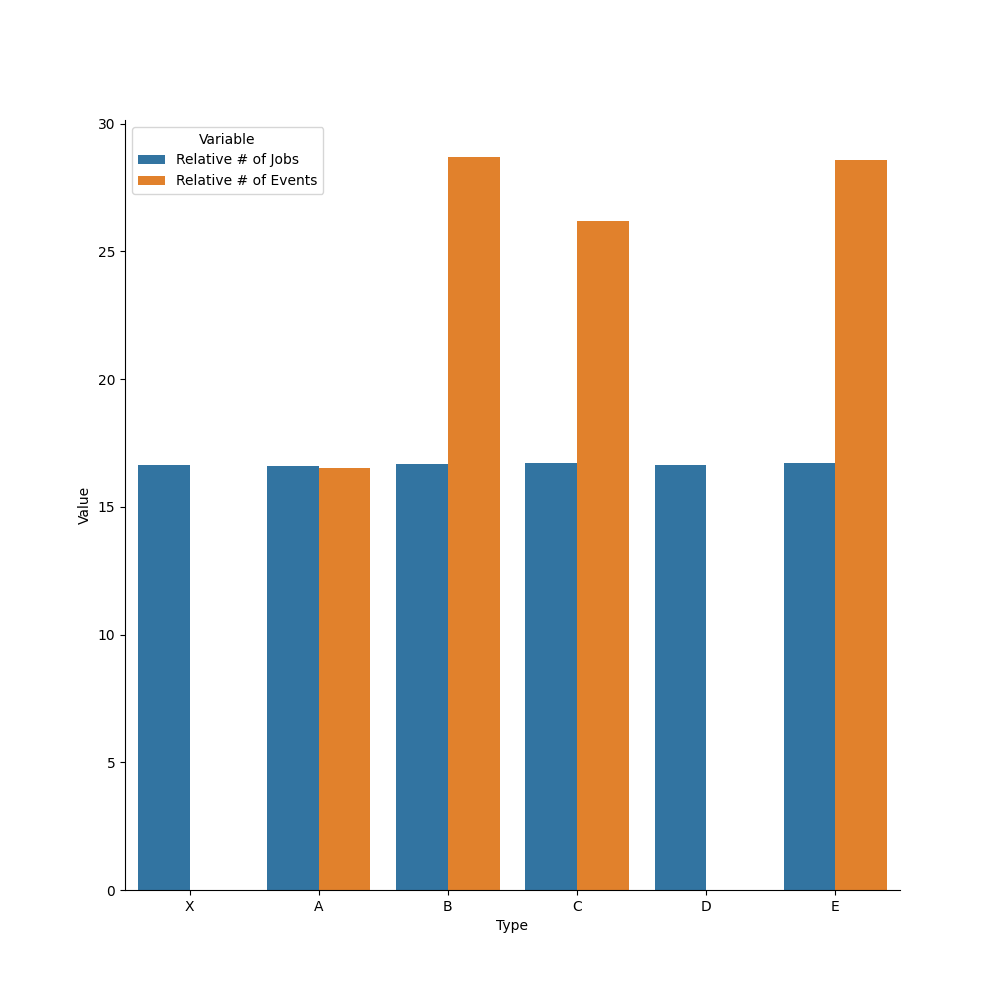 Variable
Relative # of Jobs
Relative # of Events
30
25
20
15
10
5
0
Value
X A B C D E
Type